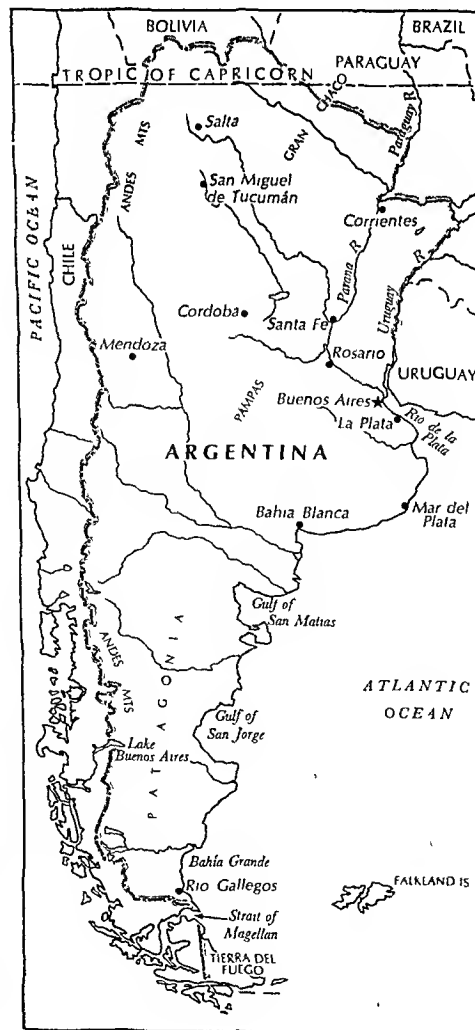 BOLIVIA
BRAZIL
PARAGUAY
TROPIC OF CAPRICORN
CHACO
GRAN
Paraguay R
MTS
ANDES
Salta
San Miguel
de Tucumán
Corrientes
PACIFIC OCEAN
CHILE
Parana R
Uruguay R
Cordoba
Santa Fe
Mendoza
Rosario
URUGUAY
PAMPAS
Buenos Aires
La Plata
Rio de la
Plata
ARGENTINA
Bahia Blanca
Mar del
Plata
Gulf of
San Matias
ANDES
MTS
PATAGONIA
ATLANTIC
OCEAN
Gulf of
San Jorge
Lake
Buenos Aires
Bahía Grande
Rio Gallegos
FALKLAND IS
Strait of
Magellan
TIERRA DEL
FUEGO